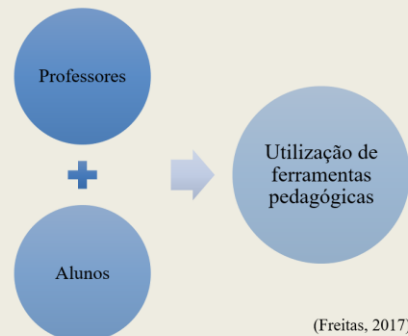 Professores
Alunos
Utilização de
ferramentas
pedagógicas
(Freitas, 2017)